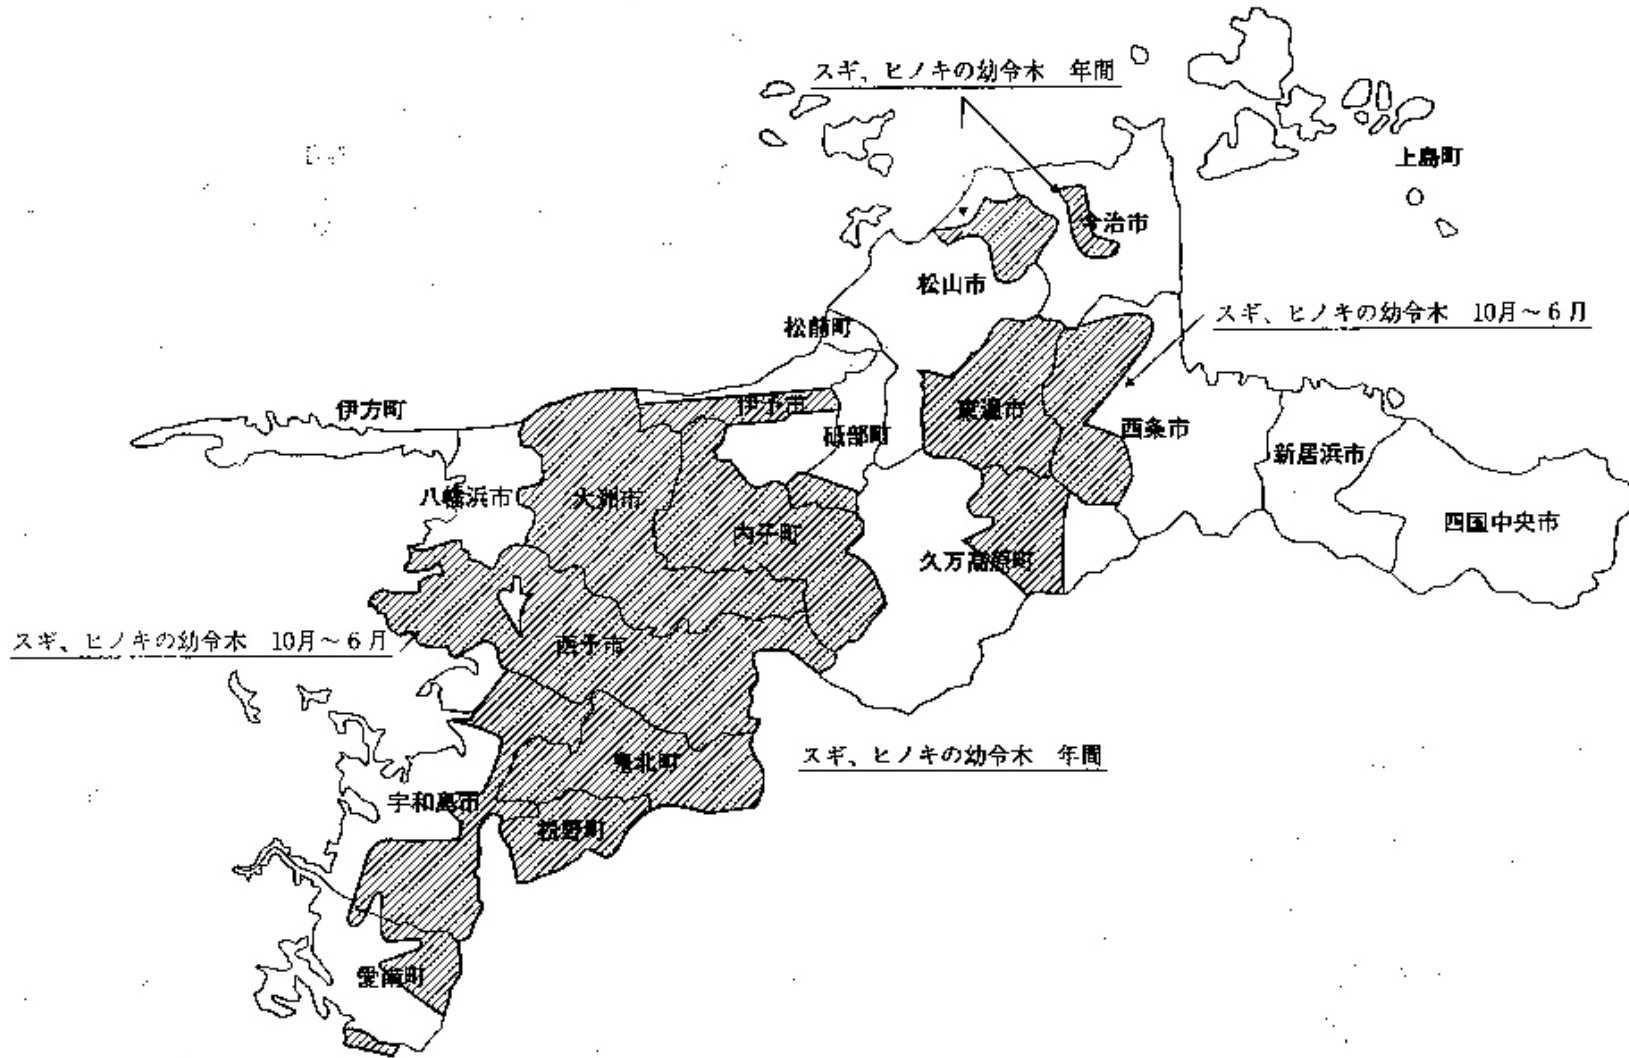 スギ、ヒノキの幼令木　年間
上島町
今治市
松山市
スギ、ヒノキの幼令木　10月～6月
松前町
伊方町
伊予市
東温市
砥部町
西条市
新居浜市
八幡浜市
大洲市
四国中央市
内子町
久万高原町
スギ、ヒノキの幼令木　10月～6月
西予市
スギ、ヒノキの幼令木　年間
鬼北町
宇和島市
松野町
愛南町